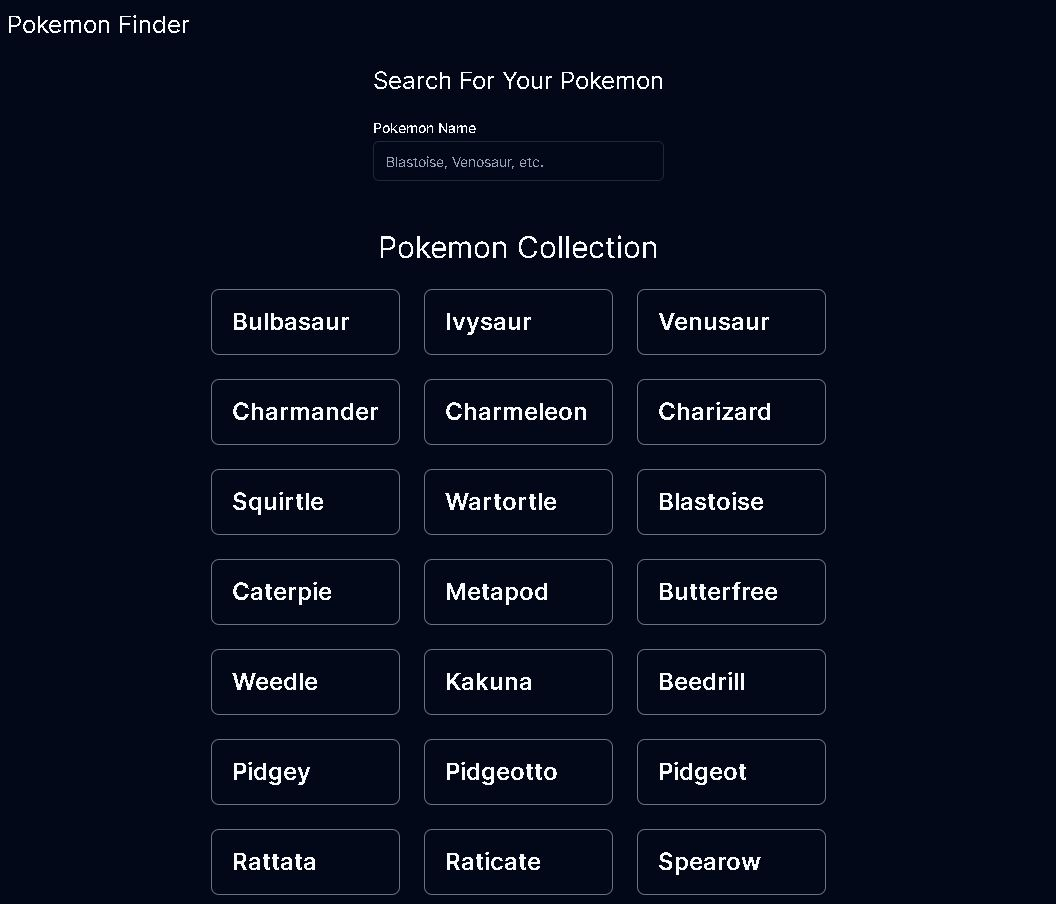 Pokemon Finder
Search For Your Pokemon
Pokemon Name
Blastoise, Venosaur, etc.
Pokemon Collection
Bulbasaur Ivysaur Venusaur
Charmander Charmeleon Charizard
Squirtle Wartortle Blastoise
Caterpie Metapod Butterfree
Weedle Kakuna Beedrill
Pidgey Pidgeotto Pidgeot
Rattata Raticate Spearow